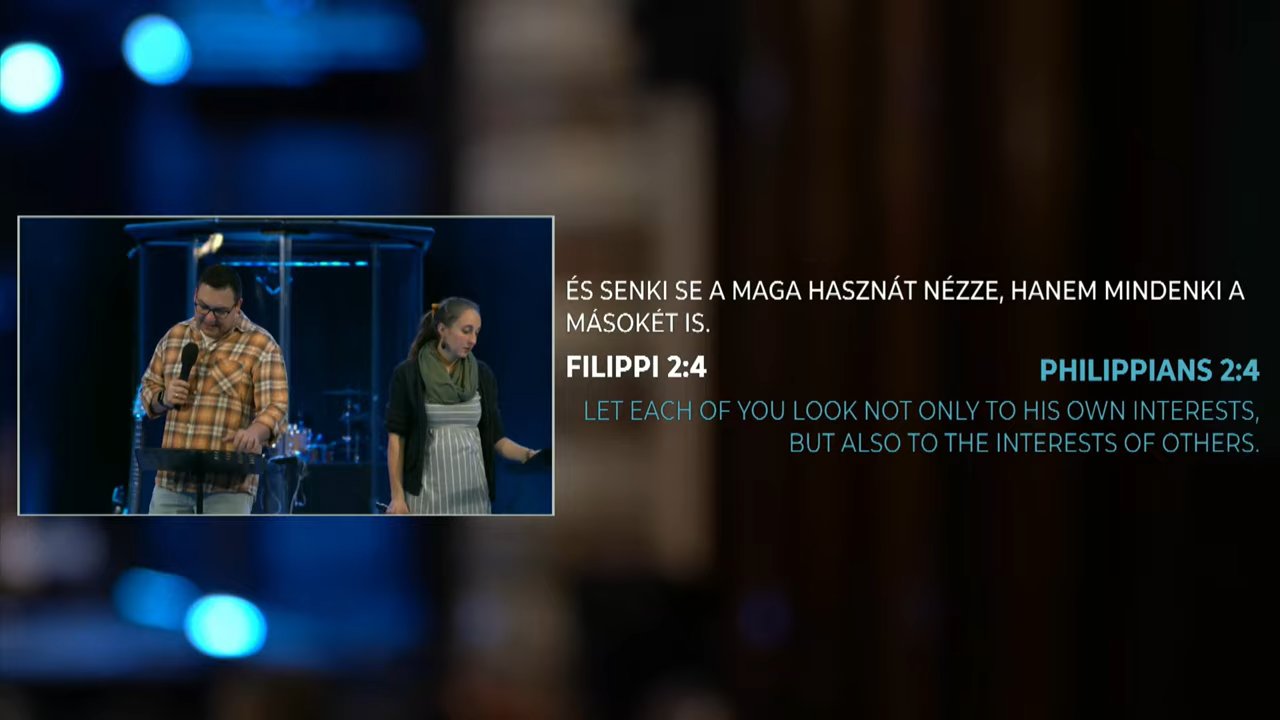 ÉS SENKI SE A MAGA HASZNÁT NÉZZE, HANEM MINDENKI A
MÁSOKÉT IS.
FILIPPI 2:4
PHILIPPIANS 2:4
LET EACH OF YOU LOOK NOT ONLY TO HIS OWN INTERESTS,
BUT ALSO TO THE INTERESTS OF OTHERS.